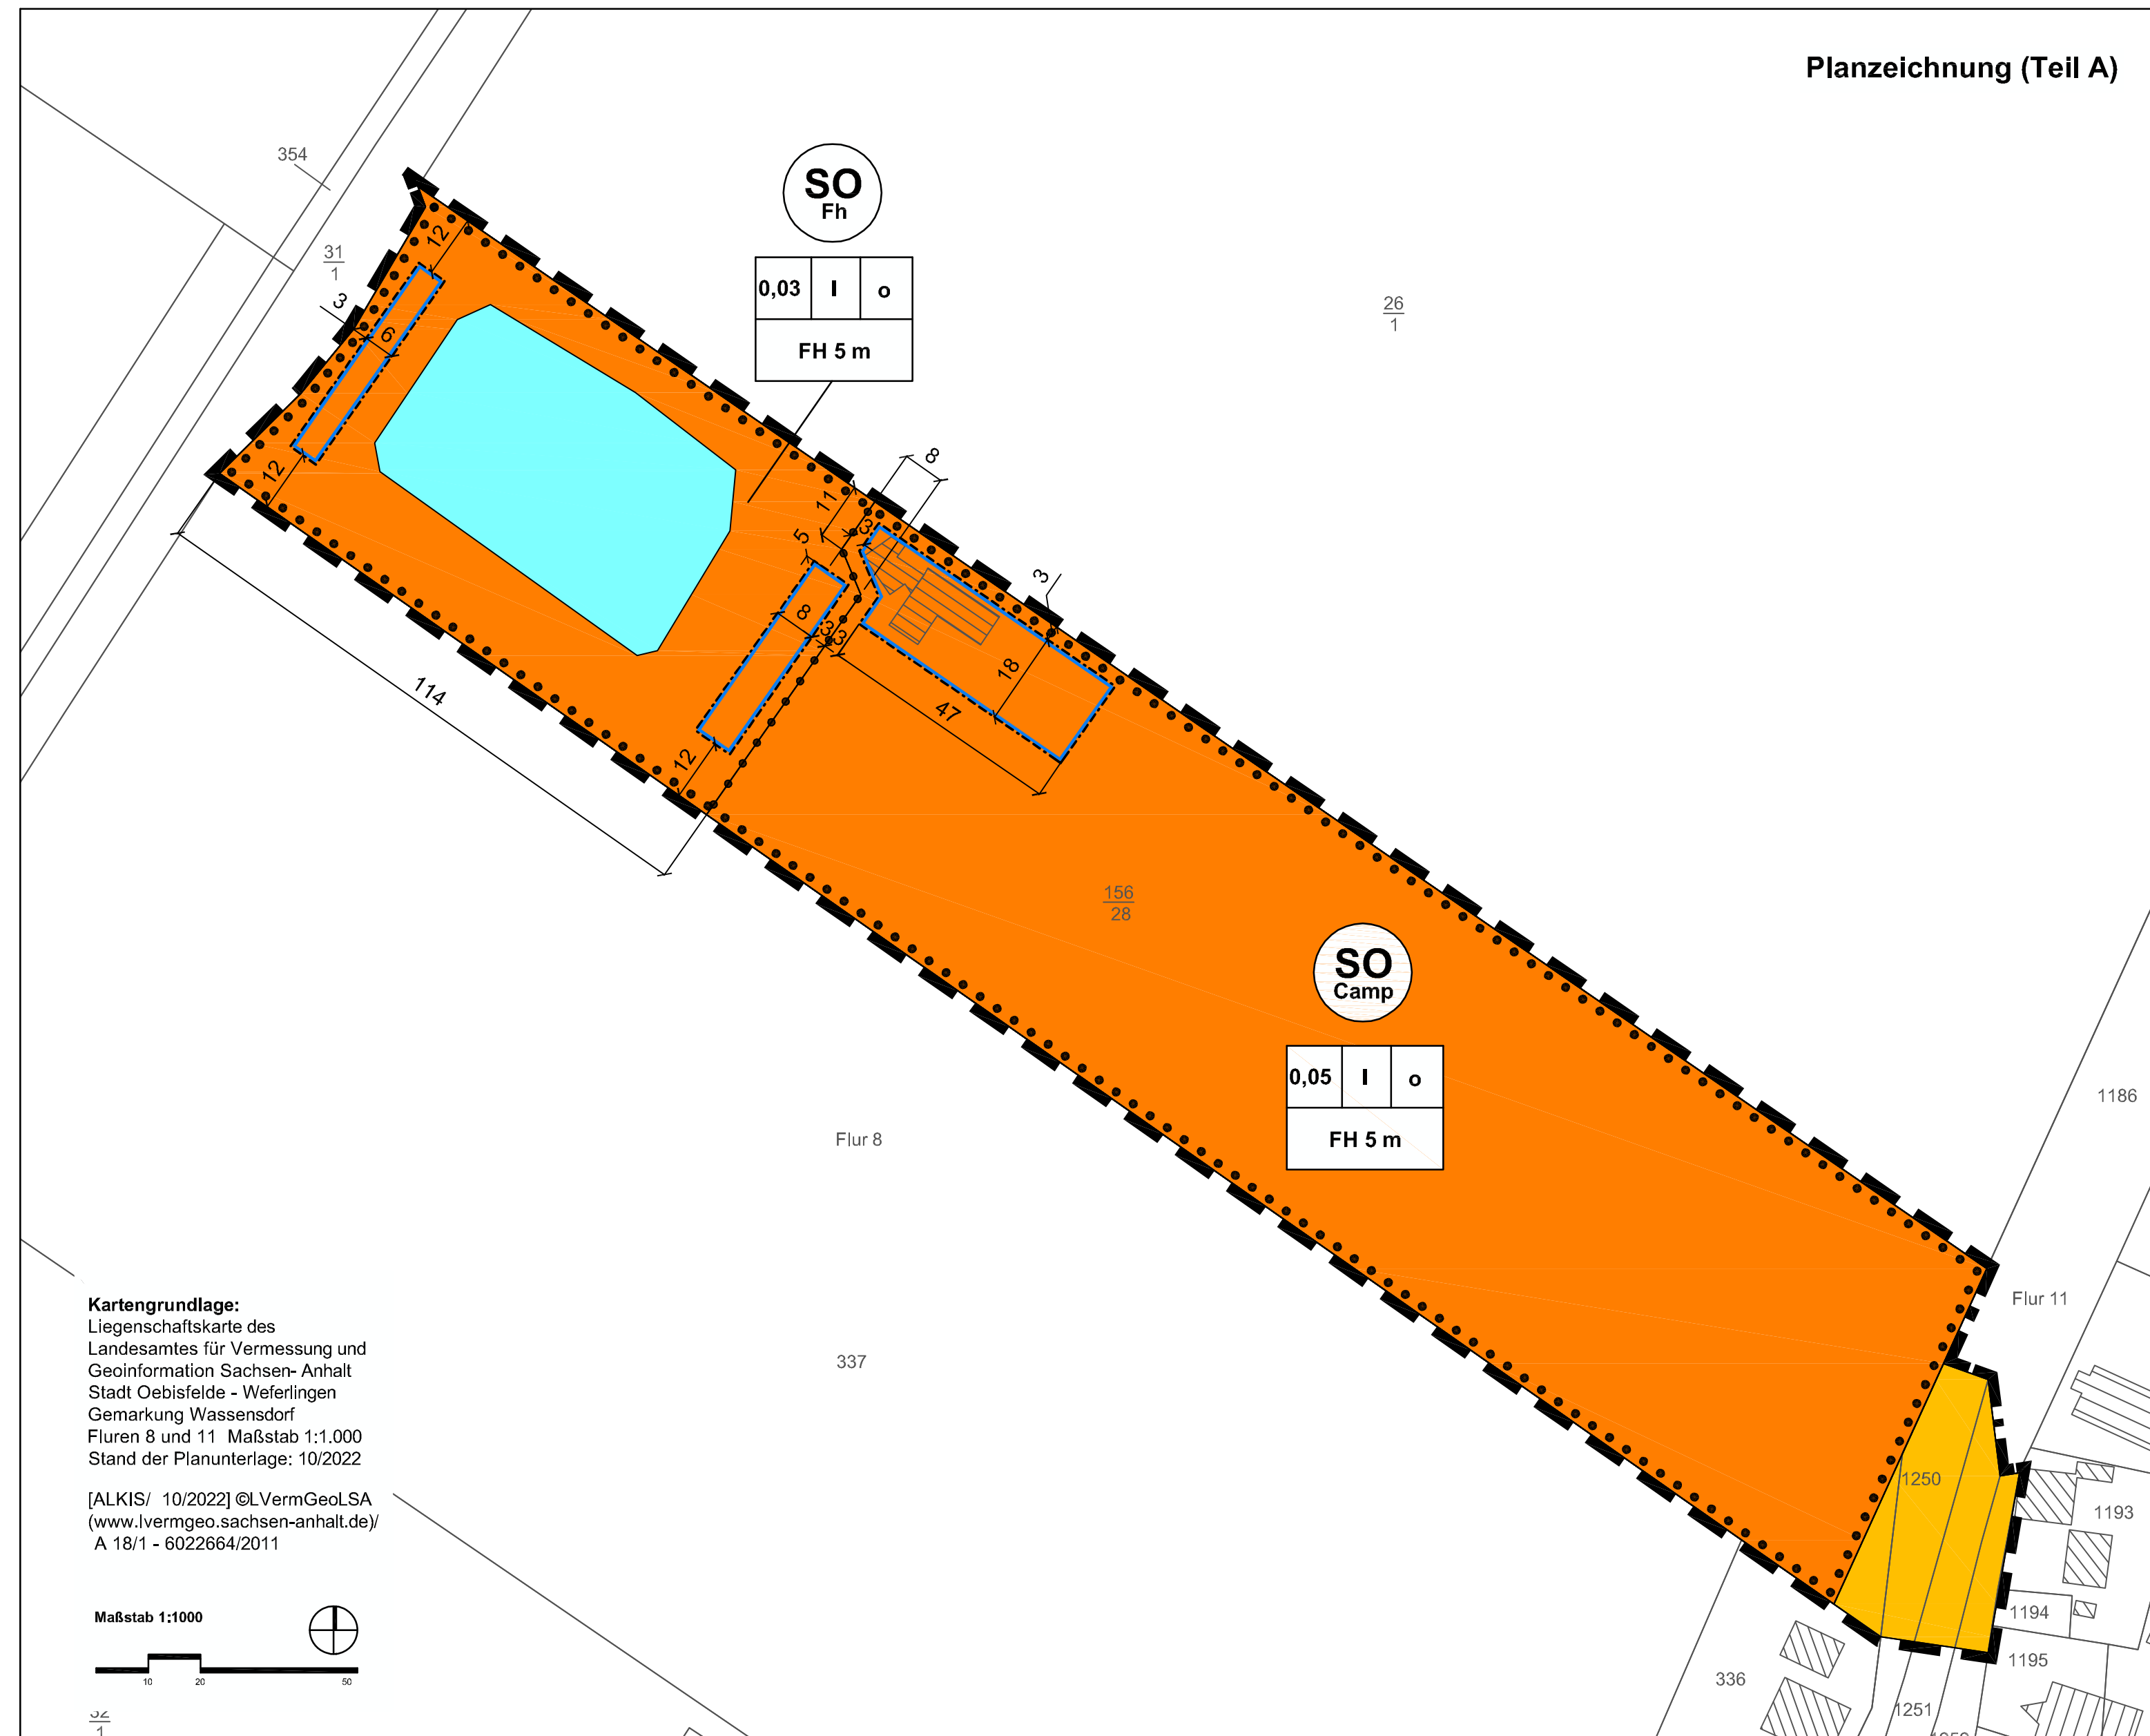 Planzeichnung (Teil A)
354
SO
Fh
31
1
12
0,03 I o
FH 5 m
26
1
3
6
12
8
11
3
5
3
8
3
3
18
47
114
12
156
28
SO
Camp
0,05 I o
FH 5 m
1186
Flur 8
Flur 11
337
1250
1193
1194
1195
336
1251
Kartengrundlage:
Liegenschaftskarte des
Landesamtes für Vermessung und
Geoinformation Sachsen- Anhalt
Stadt Oebisfelde - Weferlingen
Gemarkung Wassensdorf
Fluren 8 und 11 Maßstab 1:1.000
Stand der Planunterlage: 10/2022
[ALKIS/ 10/2022] ©LVermGeoLSA
(www.lvermgeo.sachsen-anhalt.de)/
A 18/1 - 6022664/2011
Maßstab 1:1000
10 20 50